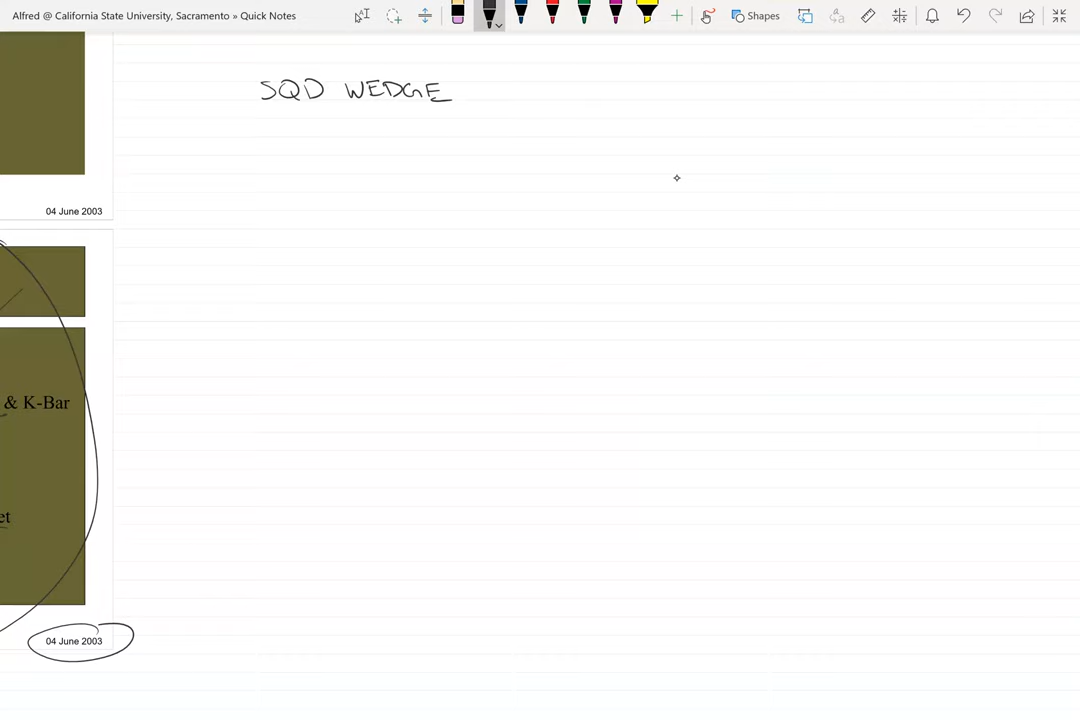 Alfred @ California State University, Sacramento » Quick Notes
Shapes
SQD WEDGE
04 June 2003
& K-Bar
et
04 June 2003